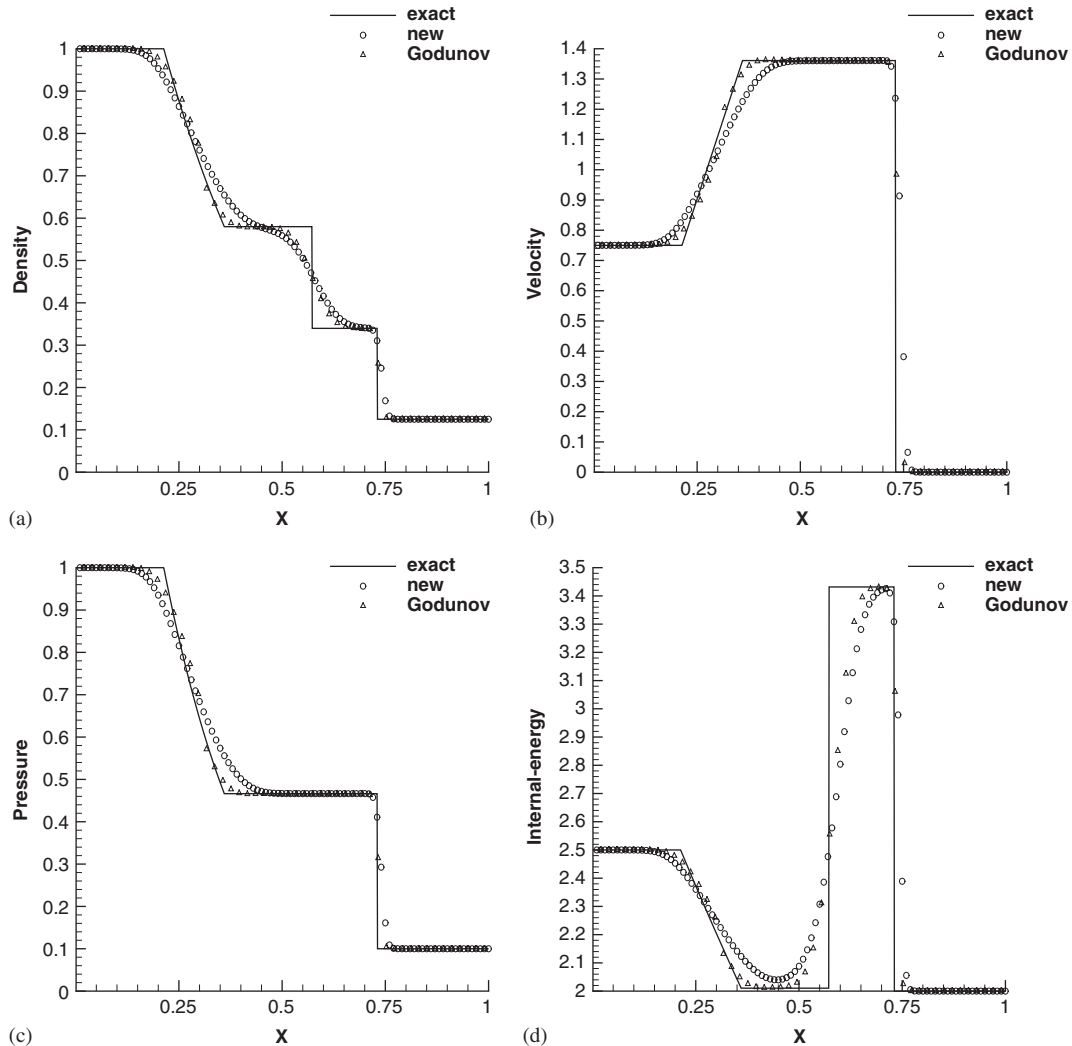 exact
new
Godunov
1
0.9
0.8
0.7
0.6
0.5
0.4
0.3
0.2
0.1
0
Density
0.25 0.5 0.75 1
X
(a)
exact
new
Godunov
1.4
1.3
1.2
1.1
1
0.9
0.8
0.7
0.6
0.5
0.4
0.3
0.2
0.1
0
Velocity
0.25 0.5 0.75 1
X
(b)
exact
new
Godunov
1
0.9
0.8
0.7
0.6
0.5
0.4
0.3
0.2
0.1
0
Pressure
0.25 0.5 0.75 1
X
(c)
exact
new
Godunov
3.5
3.4
3.3
3.2
3.1
3
2.9
2.8
2.7
2.6
2.5
2.4
2.3
2.2
2.1
2
Internal-energy
0.25 0.5 0.75 1
X
(d)